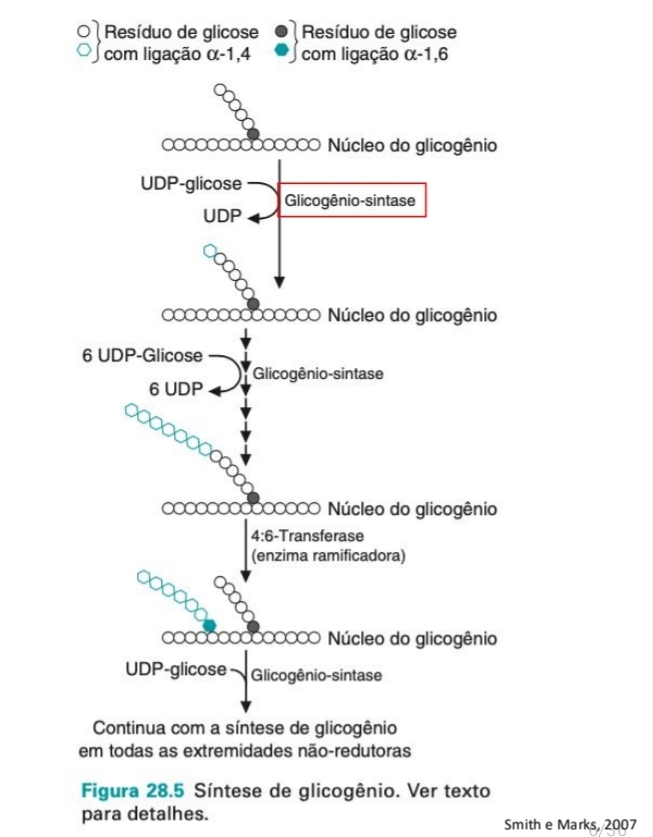 Resíduo de glicose
com ligação α-1,4
Resíduo de glicose
com ligação α-1,6
Núcleo do glicogênio
UDP-glicose
Glicogênio-sintase
UDP
Núcleo do glicogênio
6 UDP-Glicose
Glicogênio-sintase
6 UDP
Núcleo do glicogênio
4:6-Transferase
(enzima ramificadora)
Núcleo do glicogênio
UDP-glicose
Glicogênio-sintase
Continua com a síntese de glicogênio
em todas as extremidades não-redutoras
Figura 28.5 Síntese de glicogênio. Ver texto
para detalhes.
Smith e Marks, 2007